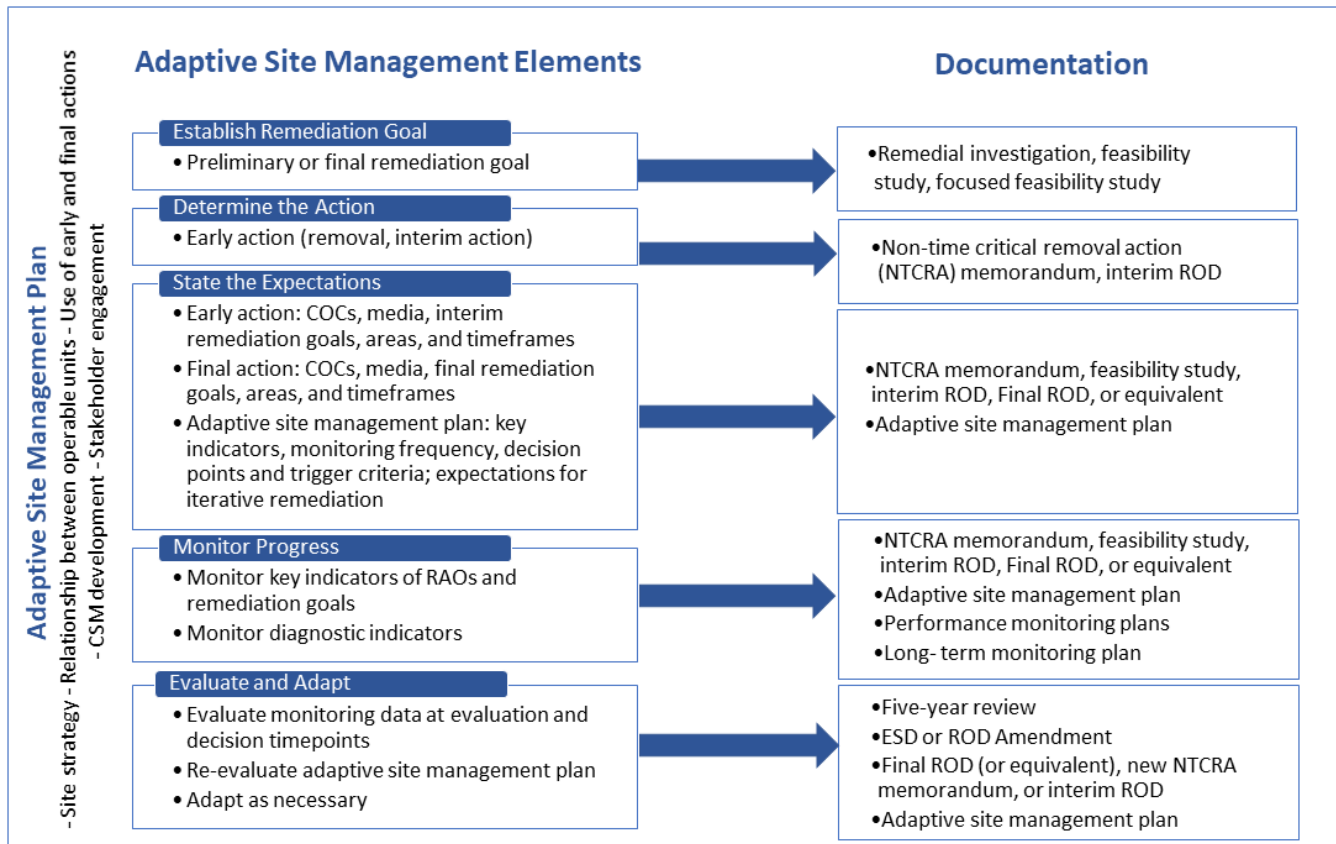 Adaptive Site Management Plan
- Site strategy - Relationship between operable units - Use of early and final actions
- CSM development - Stakeholder engagement
Adaptive Site Management Elements
Documentation
Establish Remediation Goal
• Preliminary or final remediation goal
•Remedial investigation, feasibility
study, focused feasibility study
Determine the Action
• Early action (removal, interim action)
•Non-time critical removal action
(NTCRA) memorandum, interim ROD
State the Expectations
• Early action: COCs, media, interim
remediation goals, areas, and timeframes
• Final action: COCs, media, final remediation
goals, areas, and timeframes
• Adaptive site management plan: key
indicators, monitoring frequency, decision
points and trigger criteria; expectations for
iterative remediation
•NTCRA memorandum, feasibility study,
interim ROD, Final ROD, or equivalent
•Adaptive site management plan
Monitor Progress
• Monitor key indicators of RAOs and
remediation goals
• Monitor diagnostic indicators
•NTCRA memorandum, feasibility study,
interim ROD, Final ROD, or equivalent
•Adaptive site management plan
•Performance monitoring plans
•Long- term monitoring plan
Evaluate and Adapt
• Evaluate monitoring data at evaluation and
decision timepoints
• Re-evaluate adaptive site management plan
• Adapt as necessary
•Five-year review
•ESD or ROD Amendment
•Final ROD (or equivalent), new NTCRA
memorandum, or interim ROD
•Adaptive site management plan